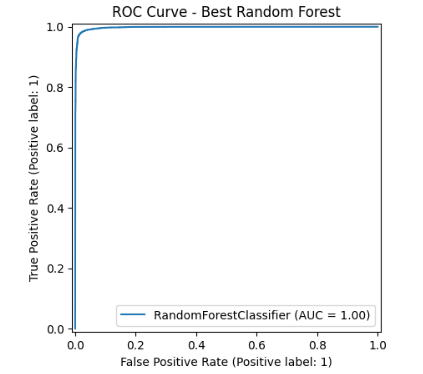 ROC Curve - Best Random Forest
True Positive Rate (Positive label: 1)
1.0
0.8
0.6
0.4
0.2
0.0
RandomForestClassifier (AUC = 1.00)
0.0 0.2 0.4 0.6 0.8 1.0
False Positive Rate (Positive label: 1)